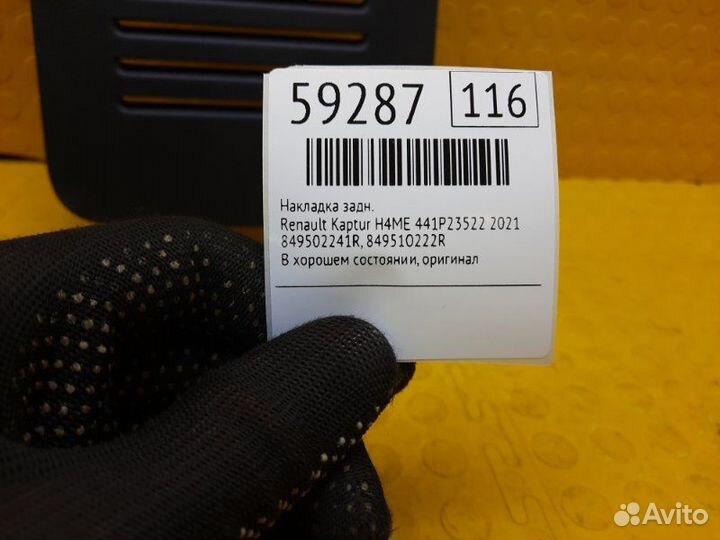 59287 116
Накладка задн.
Renault Kaptur H4ME 441P23522 2021
849502241R, 849510222R
В хорошем состоянии, оригинал
Avito